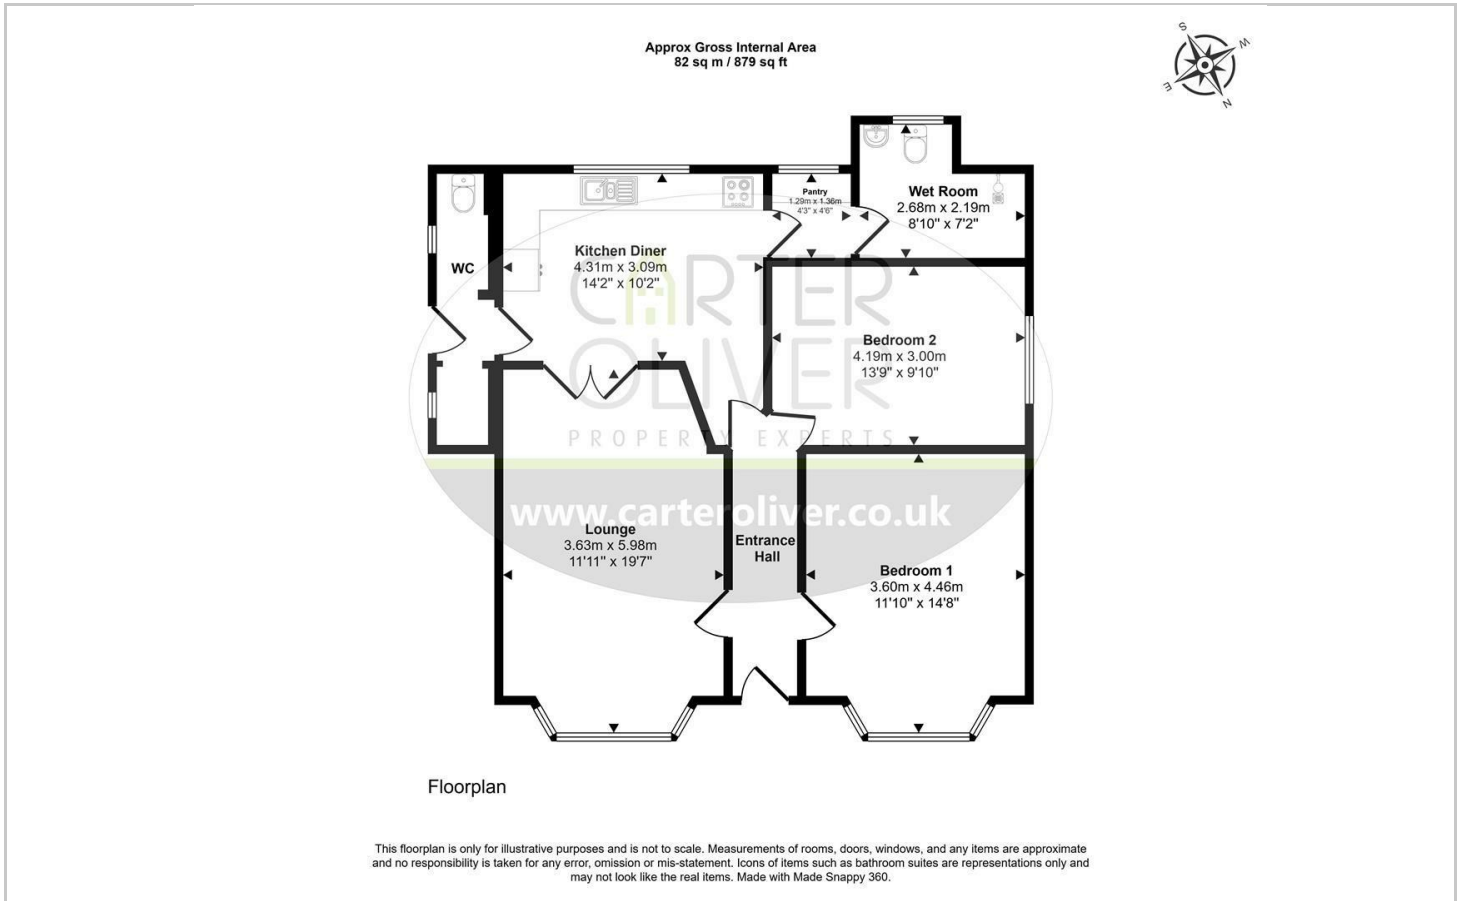 Approx Gross Internal Area
82 sq m / 879 sq ft
S
W
E
N
Pantry
1.29m x 1.36m
4'3" x 4'6"
Wet Room
2.68m x 2.19m
8'10" x 7'2"
Kitchen Diner
4.31m x 3.09m
14'2" x 10'2"
WC
CARTER
OLIVER
PROPERTY EXPERTS
Bedroom 2
4.19m x 3.00m
13'9" x 9'10"
www.carteroliver.co.uk
Lounge
3.63m x 5.98m
11'11" x 19'7"
Entrance
Hall
Bedroom 1
3.60m x 4.46m
11'10" x 14'8"
Floorplan
This floorplan is only for illustrative purposes and is not to scale. Measurements of rooms, doors, windows, and any items are approximate
and no responsibility is taken for any error, omission or mis-statement. Icons of items such as bathroom suites are representations only and
may not look like the real items. Made with Made Snappy 360.